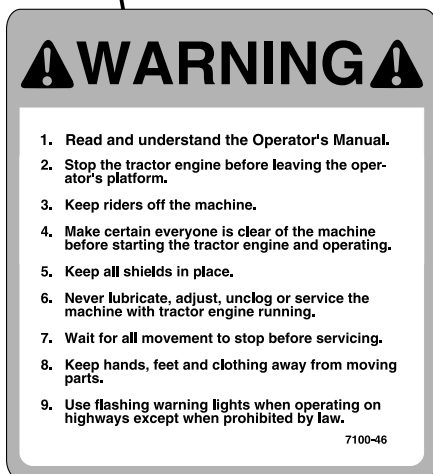 WARNING
1. Read and understand the Operator's Manual.
2. Stop the tractor engine before leaving the oper-
ator's platform.
3. Keep riders off the machine.
4. Make certain everyone is clear of the machine
before starting the tractor engine and operating.
5. Keep all shields in place.
6. Never lubricate, adjust, unclog or service the
machine with tractor engine running.
7. Wait for all movement to stop before servicing.
8. Keep hands, feet and clothing away from moving
parts.
9. Use flashing warning lights when operating on
highways except when prohibited by law.
7100-46